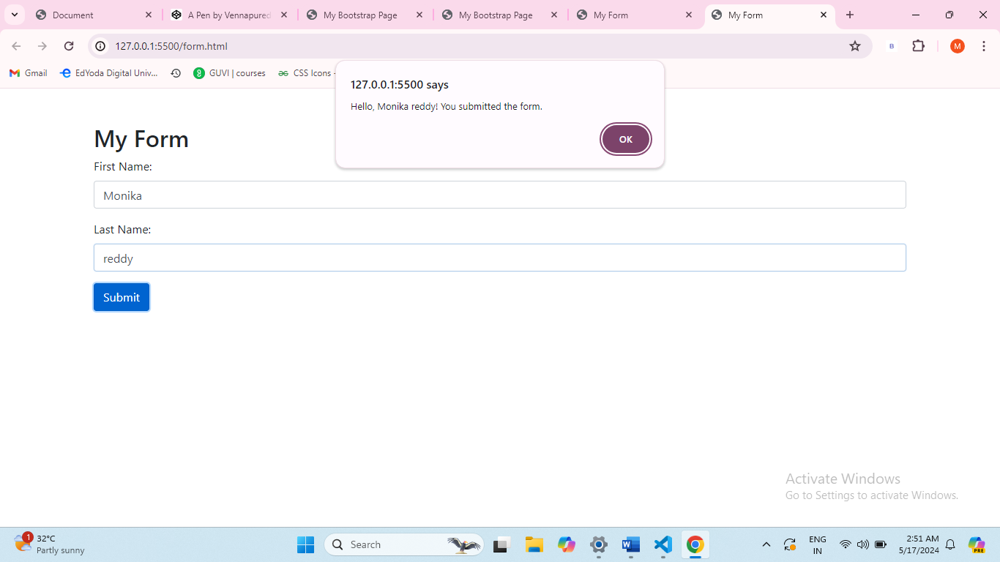 Document
A Pen by Vennapured
My Bootstrap Page
My Bootstrap Page
My Form
My Form
127.0.0.1:5500/form.html
B
M
Gmail
EdYoda Digital Univ...
GUVI | courses
CSS Icons
127.0.0.1:5500 says
Hello, Monika reddy! You submitted the form.
OK
My Form
First Name:
Monika
Last Name:
reddy
Submit
Activate Windows
Go to Settings to activate Windows.
1
32°C
Partly sunny
Search
ENG
IN
2:51 AM
5/17/2024
PRE